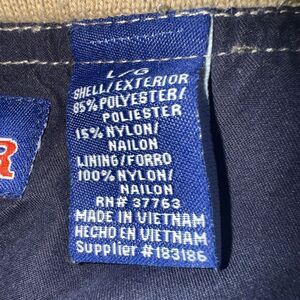 L/G
SHELL/EXTERIOR
85% POLYESTER/
POLIESTER
15% NYLON/
NAILON
LINING/FORRO
100% NYLON/
NAILON
RN# 37763
MADE IN VIETNAM
HECHO EN VIETNAM
Supplier #183186
R